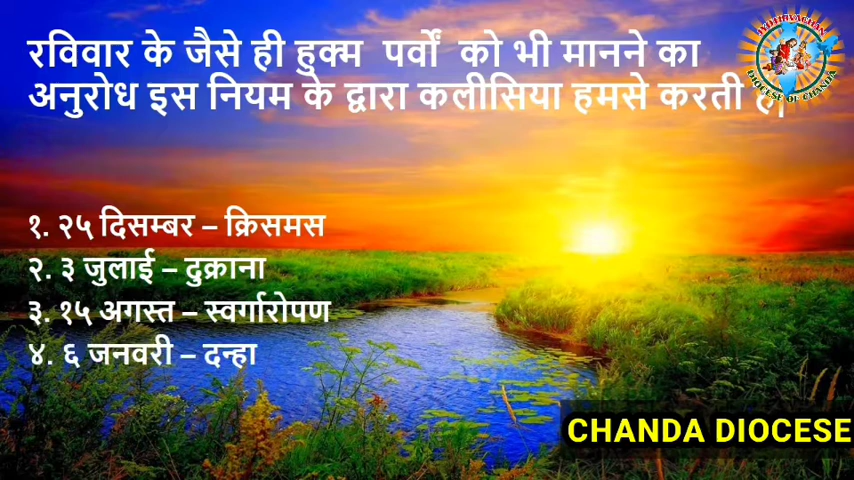 रविवार के जैसे ही हुक्म पर्वों को भी मानने का
अनुरोध इस नियम के द्वारा कलीसिया हमसे करती है|
१. २५ दिसम्बर – क्रिसमस
२. ३ जुलाई – दुक्राना
३. १५ अगस्त – स्वर्गारोपण
४. ६ जनवरी – दन्हा
JYOTHIRVACHAN
DIOCESE OF CHANDA
CHANDA DIOCESE